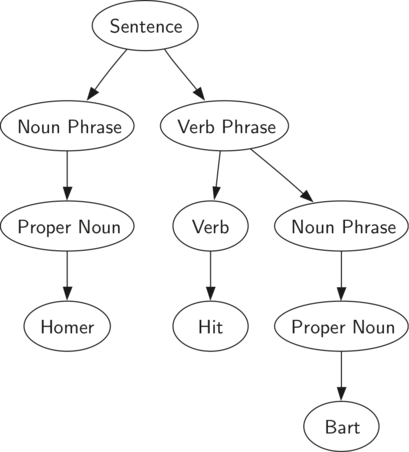 Sentence
Noun Phrase
Verb Phrase
Proper Noun
Verb
Noun Phrase
Homer
Hit
Proper Noun
Bart